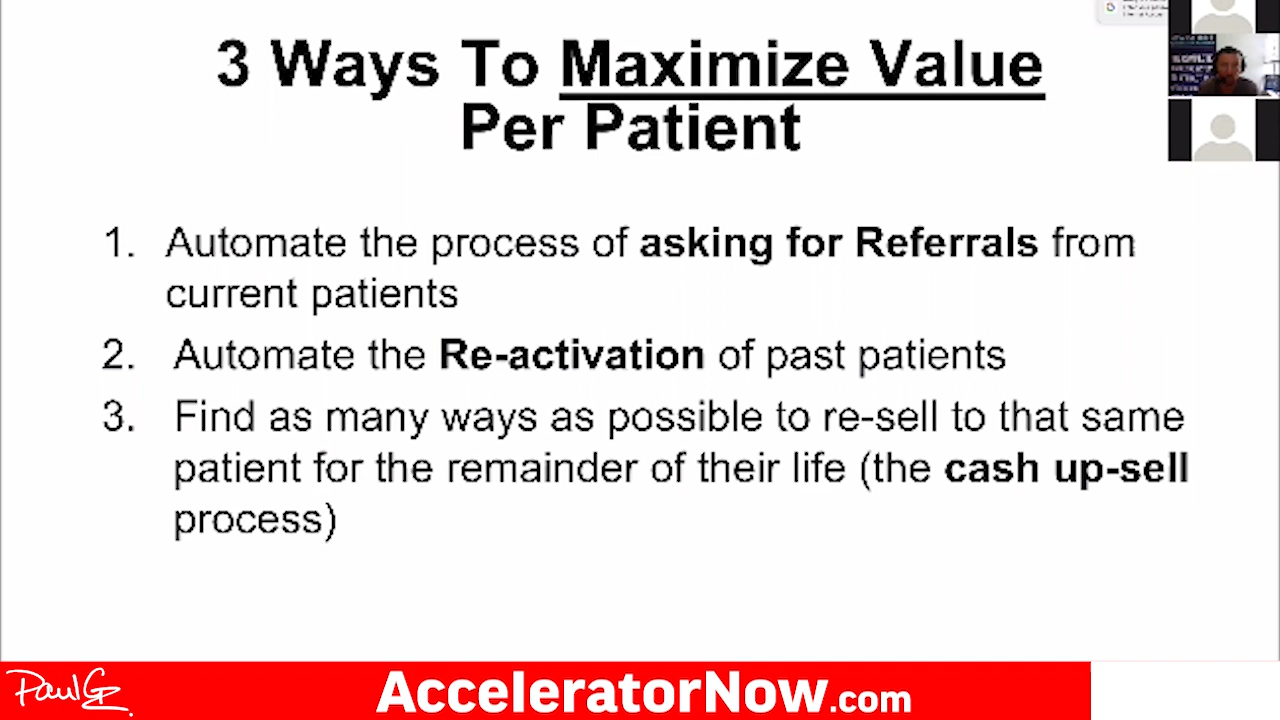 3 Ways To Maximize Value
Per Patient
1. Automate the process of asking for Referrals from
current patients
2. Automate the Re-activation of past patients
3. Find as many ways as possible to re-sell to that same
patient for the remainder of their life (the cash up-sell
process)
PaulG
AcceleratorNow.com